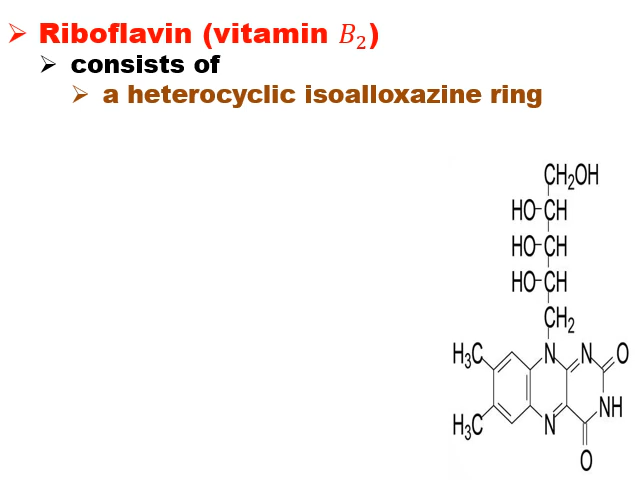 ➢ Riboflavin (vitamin B₂)
➢ consists of
➢ a heterocyclic isoalloxazine ring
CH₂OH
HO-CH
HO-CH
HO-CH
CH₂
H₃C N N O
NH
H₃C N
O